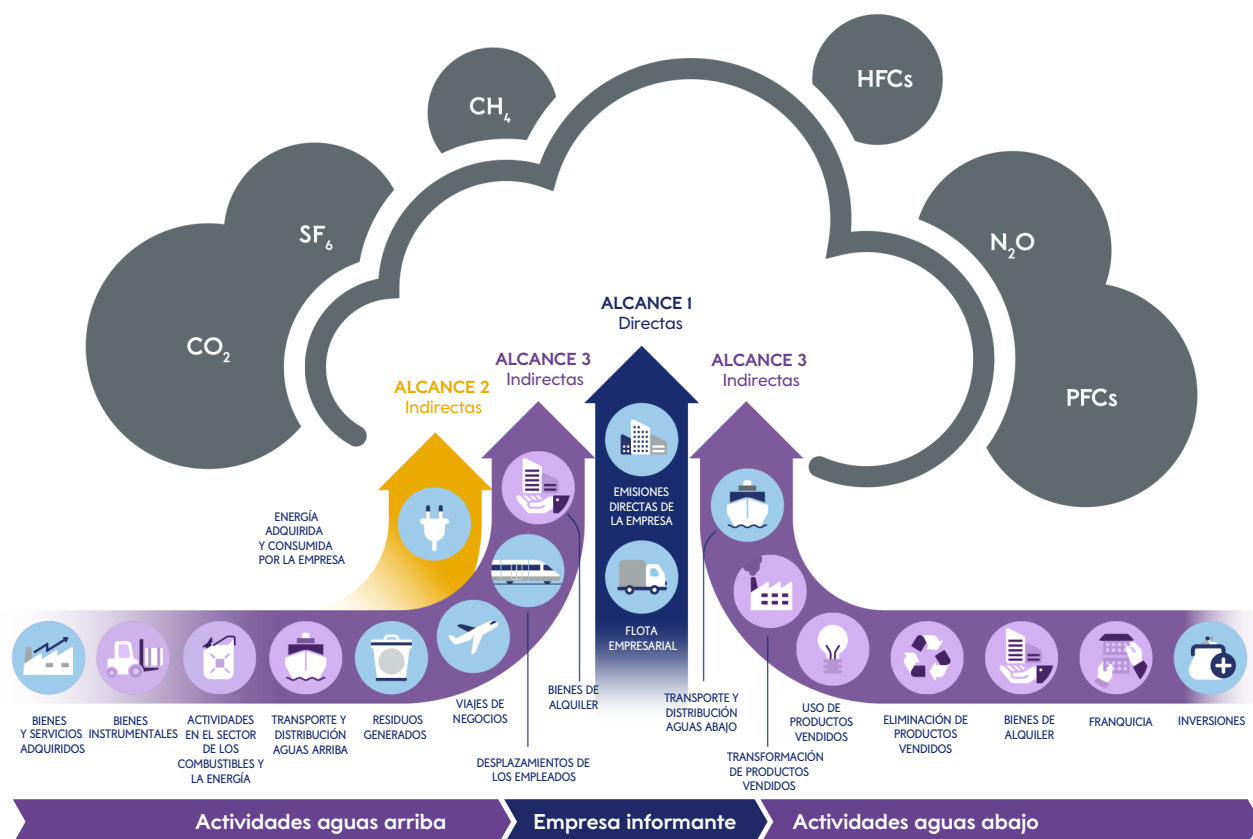 HFCs
CH₄
SF₆
N₂O
CO₂
PFCs
ALCANCE 1
Directas
ALCANCE 3
Indirectas
ALCANCE 3
Indirectas
ALCANCE 2
Indirectas
ENERGÍA
ADQUIRIDA
Y CONSUMIDA
POR LA EMPRESA
EMISIONES
DIRECTAS DE
LA EMPRESA
FLOTA
EMPRESARIAL
BIENES
Y SERVICIOS
ADQUIRIDOS
BIENES
INSTRUMENTALES
ACTIVIDADES
EN EL SECTOR
DE LOS
COMBUSTIBLES Y
LA ENERGÍA
TRANSPORTE Y
DISTRIBUCIÓN
AGUAS ARRIBA
RESIDUOS
GENERADOS
VIAJES DE
NEGOCIOS
DESPLAZAMIENTOS DE
LOS EMPLEADOS
BIENES DE
ALQUILER
TRANSPORTE Y
DISTRIBUCIÓN
AGUAS ABAJO
TRANSFORMACIÓN
DE PRODUCTOS
VENDIDOS
USO DE
PRODUCTOS
VENDIDOS
ELIMINACIÓN DE
PRODUCTOS
VENDIDOS
BIENES DE
ALQUILER
FRANQUICIA
INVERSIONES
Actividades aguas arriba
Empresa informante
Actividades aguas abajo